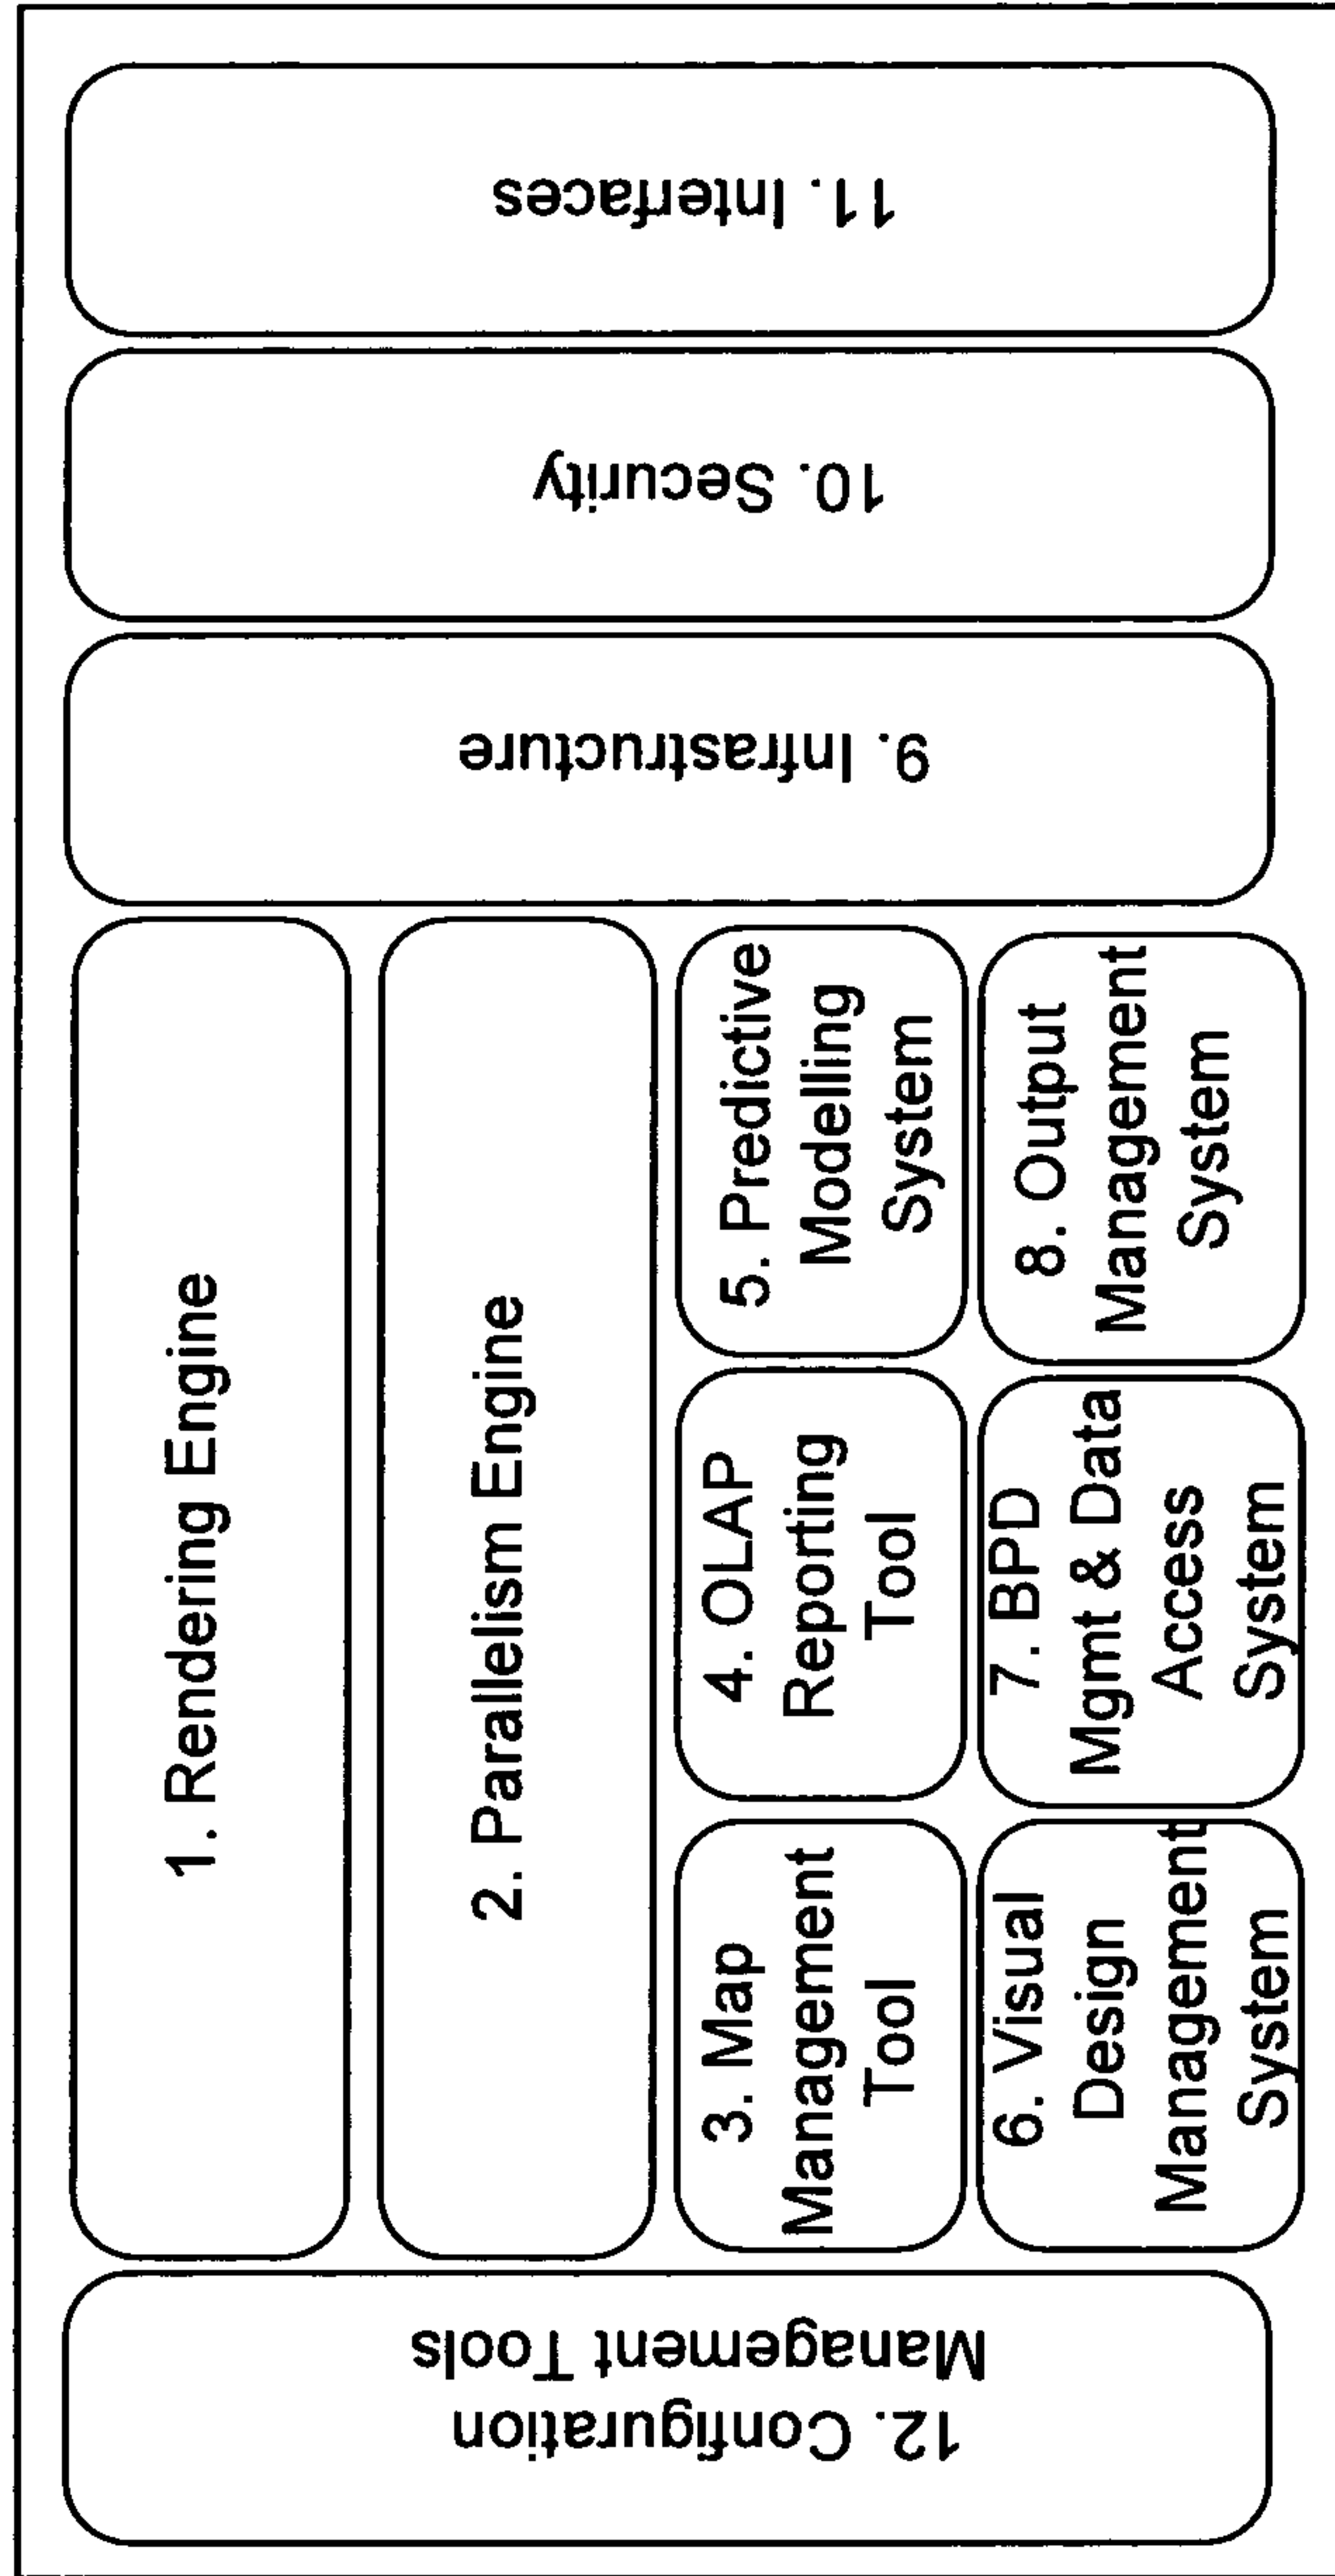 1. Rendering Engine
2. Parallelism Engine
3. Map
Management
Tool
4. OLAP
Reporting
Tool
5. Predictive
Modelling
System
6. Visual
Design
Management
System
7. BPD
Mgmt & Data
Access
System
8. Output
Management
System
9. Infrastructure
10. Security
11. Interfaces
12. Configuration
Management Tools